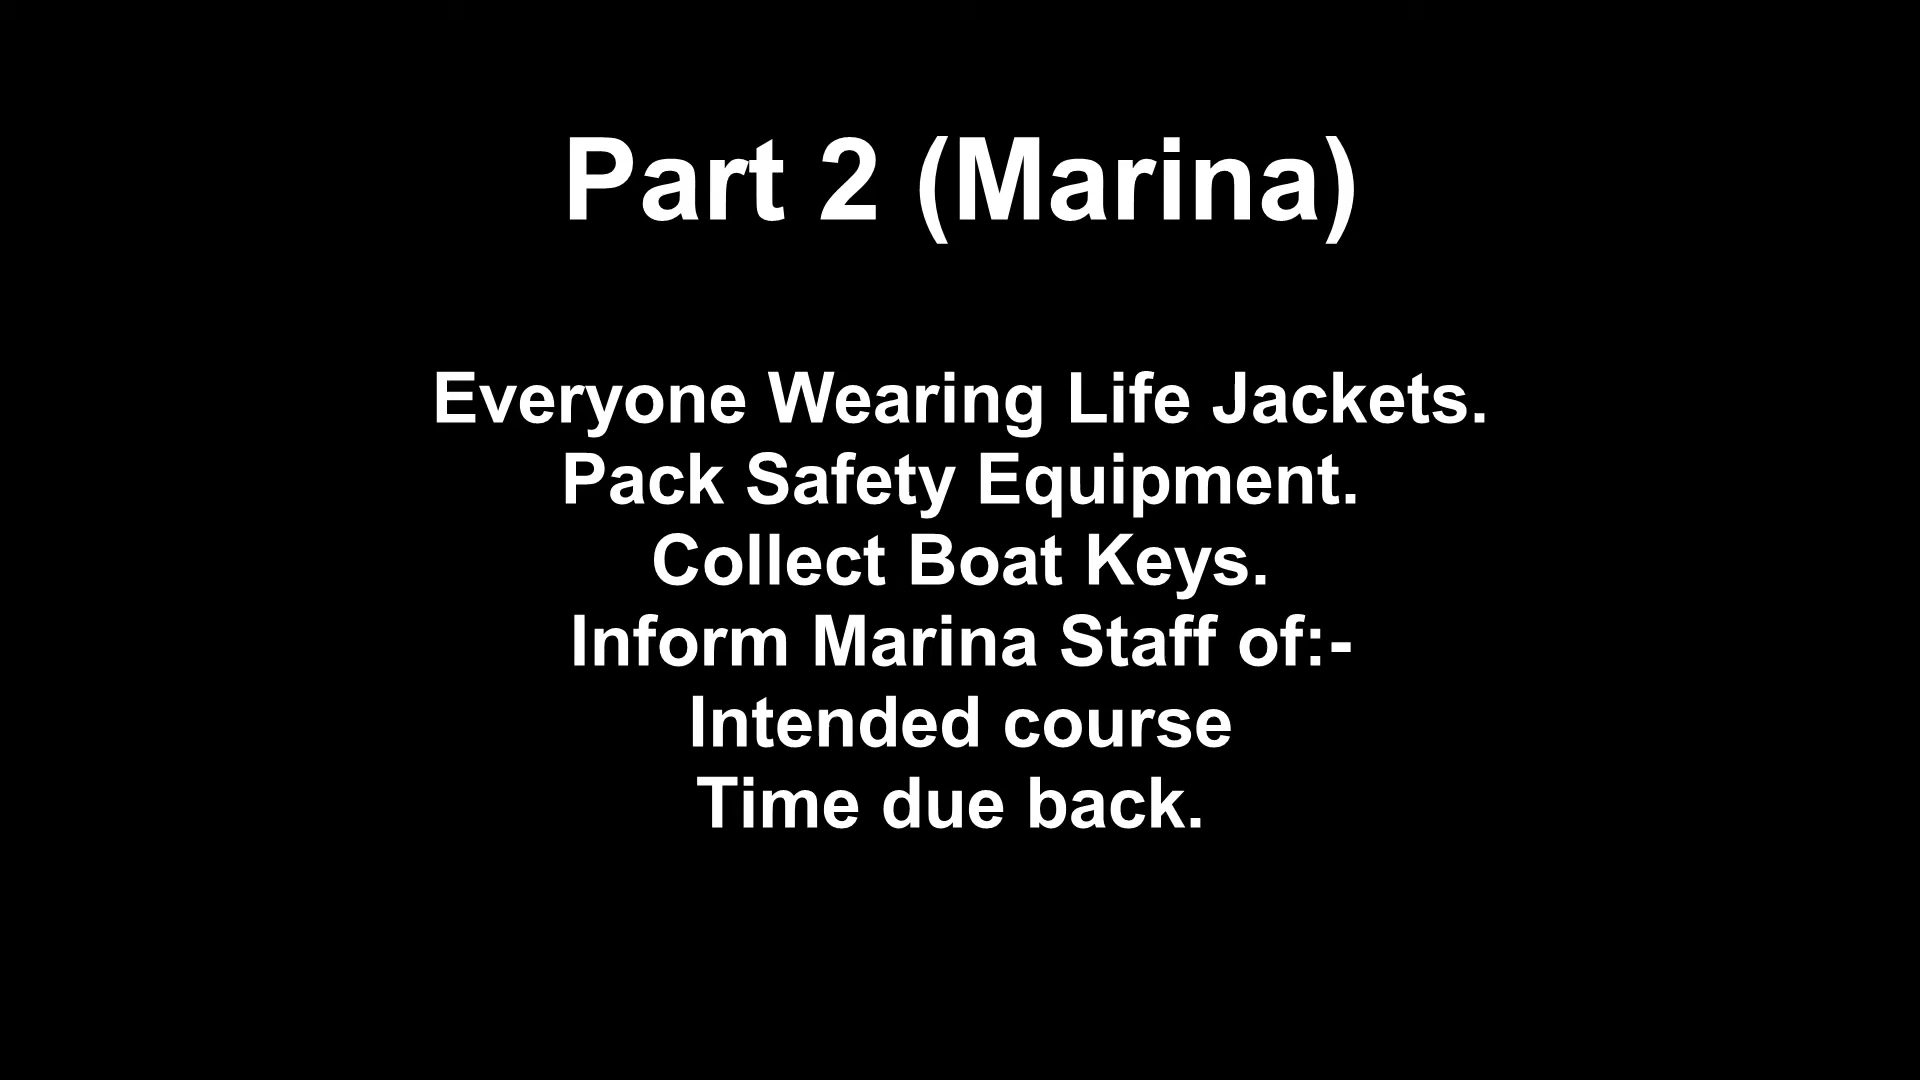 Part 2 (Marina)
Everyone Wearing Life Jackets.
Pack Safety Equipment.
Collect Boat Keys.
Inform Marina Staff of:-
Intended course
Time due back.